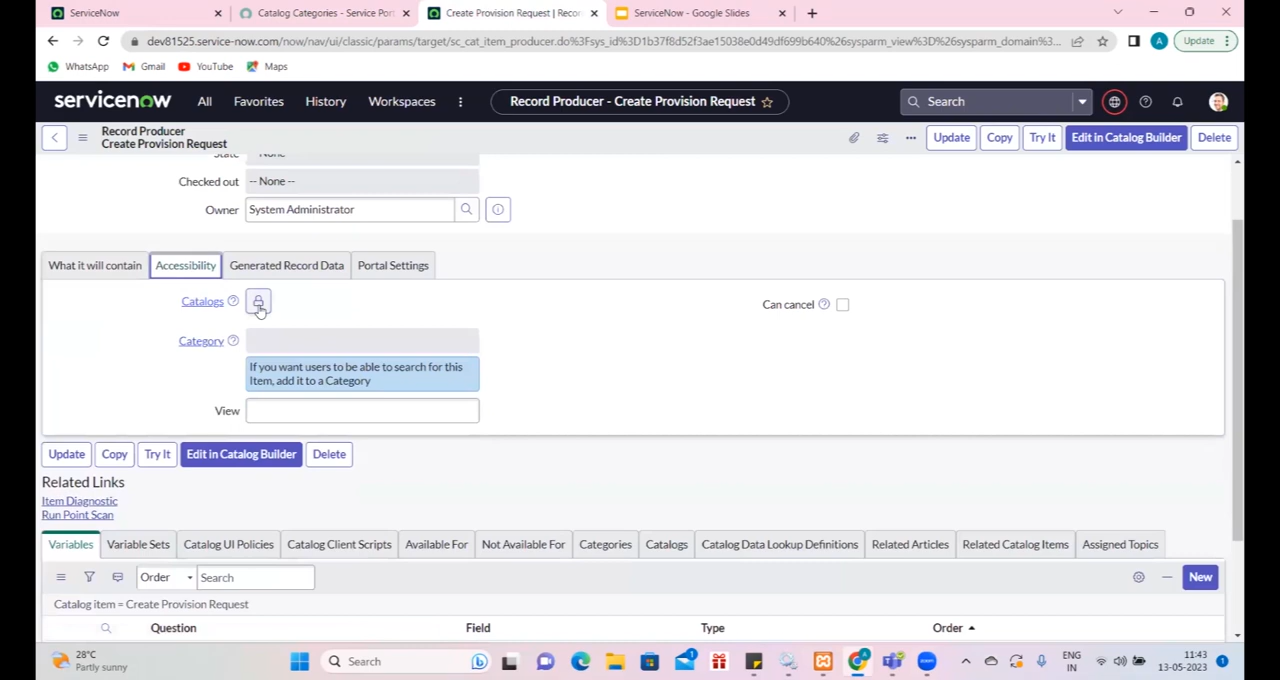 ServiceNow
Catalog Categories - Service Port
Create Provision Request | Recor
ServiceNow - Google Slides
dev81525.service-now.com/now/nav/ui/classic/params/target/sc_cat_item_producer.do%3Fsys_id%3D1b37f8d52f3ae15038e0d49df699b640%26sysparm_view%3D%26sysparm_domain%3...
A
Update
WhatsApp
Gmail
YouTube
Maps
servicenow
All
Favorites
History
Workspaces
Record Producer - Create Provision Request
Search
Record Producer
Create Provision Request
Update
Copy
Try It
Edit in Catalog Builder
Delete
State
-- None --
Checked out
-- None --
Owner
System Administrator
What it will contain
Accessibility
Generated Record Data
Portal Settings
Catalogs
Can cancel
Category
If you want users to be able to search for this
Item, add it to a Category
View
Update
Copy
Try It
Edit in Catalog Builder
Delete
Related Links
Item Diagnostic
Run Point Scan
Variables
Variable Sets
Catalog UI Policies
Catalog Client Scripts
Available For
Not Available For
Categories
Catalogs
Catalog Data Lookup Definitions
Related Articles
Related Catalog Items
Assigned Topics
Order
Search
New
Catalog item = Create Provision Request
Question
Field
Type
Order
28°C
Partly sunny
Search
ENG
IN
11:43
13-05-2023